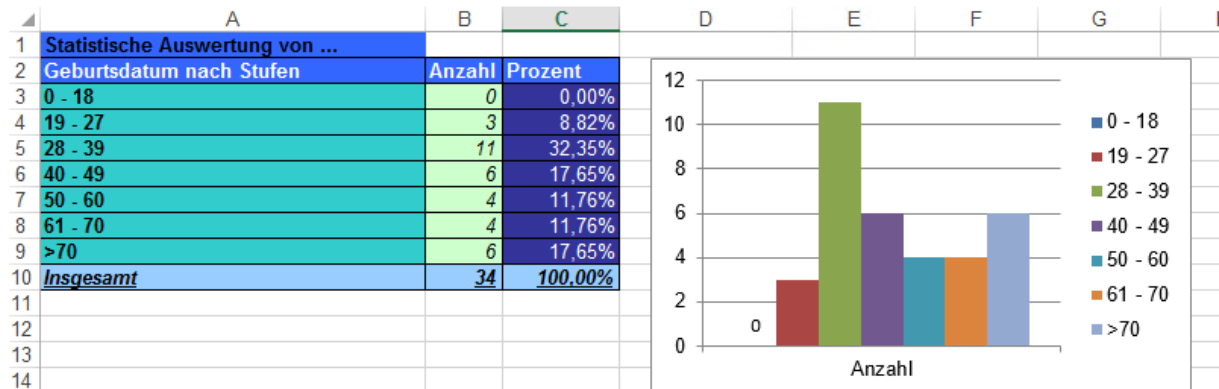 A B C D E F G
1 Statistische Auswertung von ...
2 Geburtsdatum nach Stufen Anzahl Prozent
3 0 - 18 0 0,00%
4 19 - 27 3 8,82%
5 28 - 39 11 32,35%
6 40 - 49 6 17,65%
7 50 - 60 4 11,76%
8 61 - 70 4 11,76%
9 >70 6 17,65%
10 Insgesamt 34 100,00%
11
12
13
14
12
10
8
6
4
2
0
0
Anzahl
0 - 18
19 - 27
28 - 39
40 - 49
50 - 60
61 - 70
>70